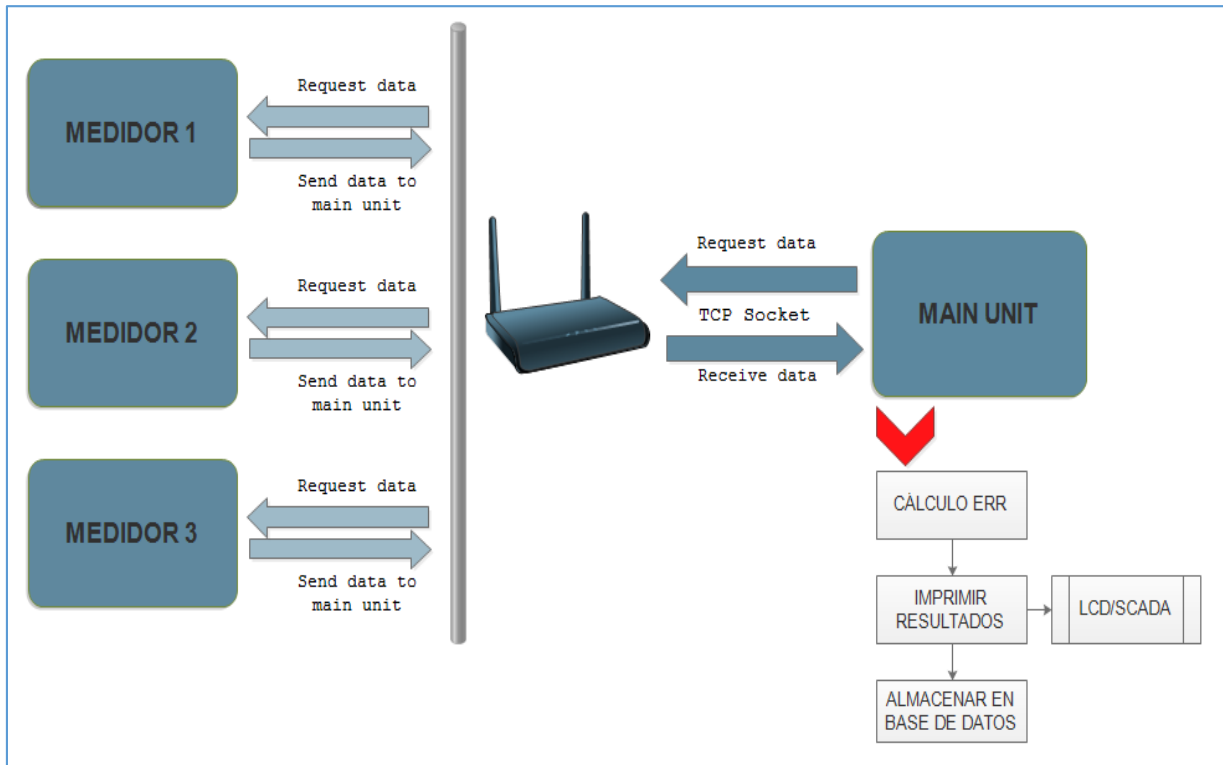 Request data
MEDIDOR 1
Send data to
main unit
Request data
MEDIDOR 2
Send data to
main unit
Request data
MEDIDOR 3
Send data to
main unit
Request data
TCP Socket
Receive data
MAIN UNIT
CÁLCULO ERR
IMPRIMIR
RESULTADOS
LCD/SCADA
ALMACENAR EN
BASE DE DATOS